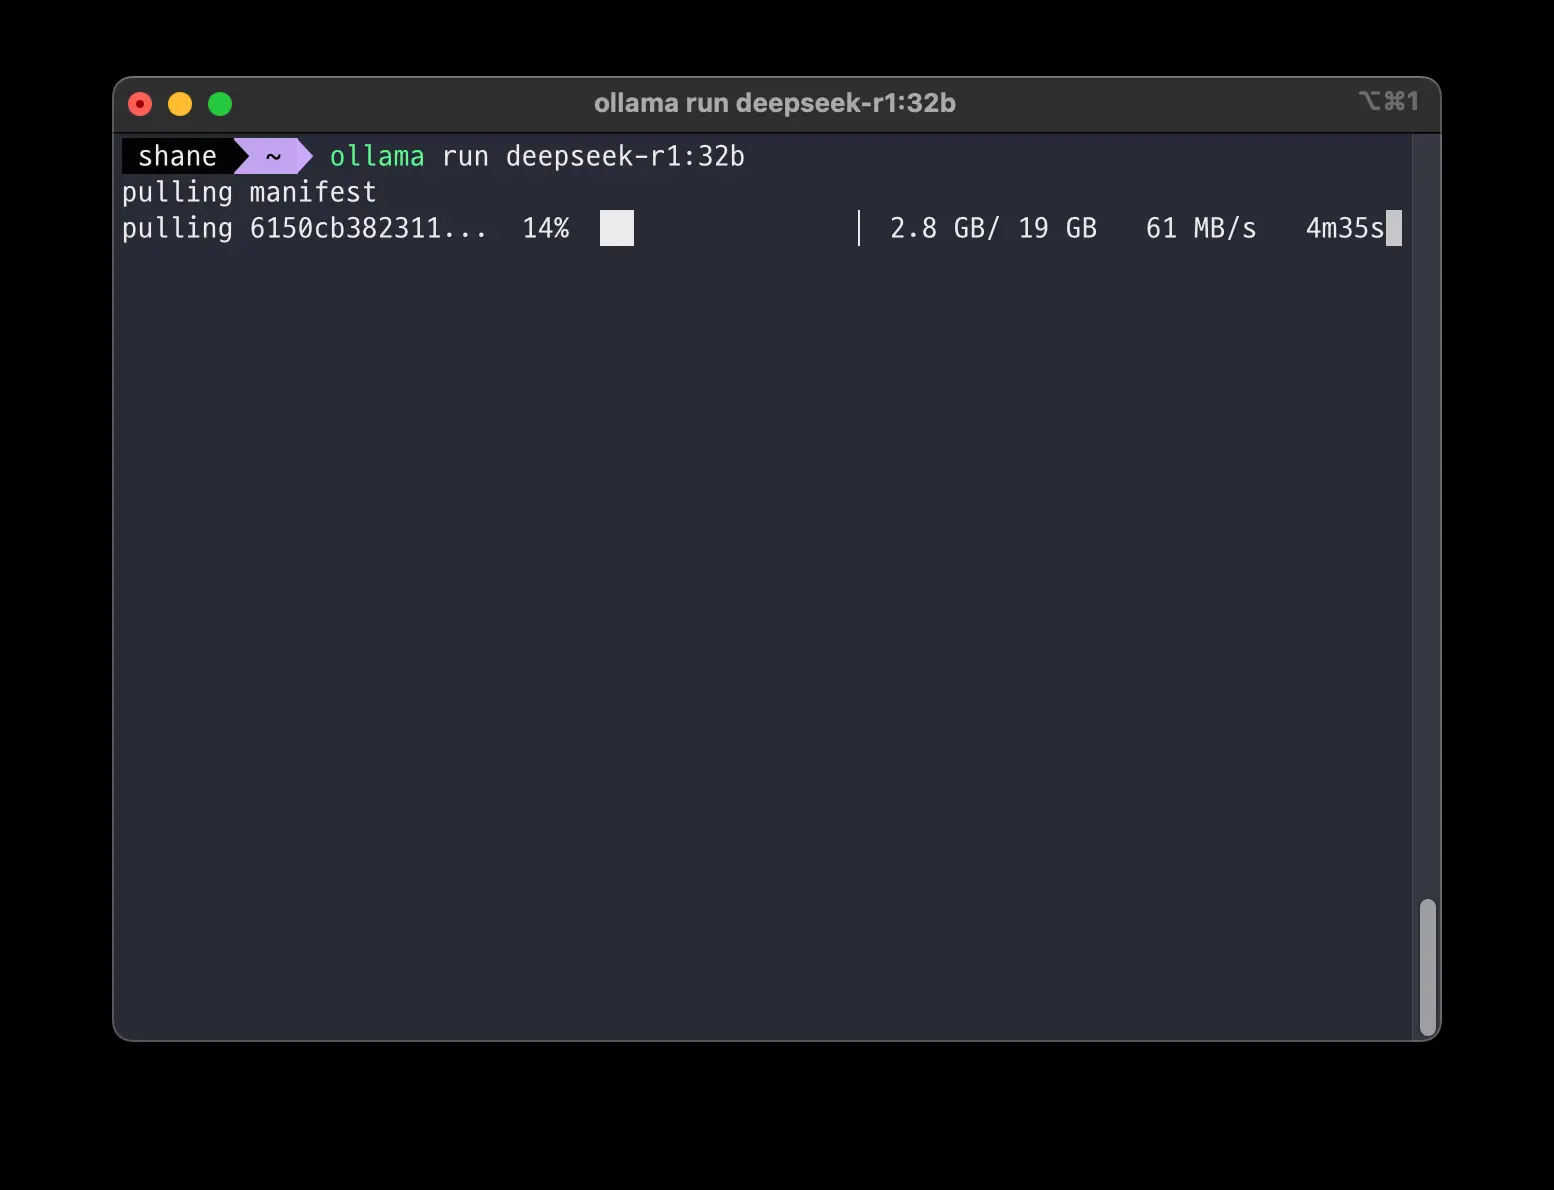 ollama run deepseek-r1:32b
⌥⌘1
shane ~ ollama run deepseek-r1:32b
pulling manifest
pulling 6150cb382311... 14% 2.8 GB/ 19 GB 61 MB/s 4m35s